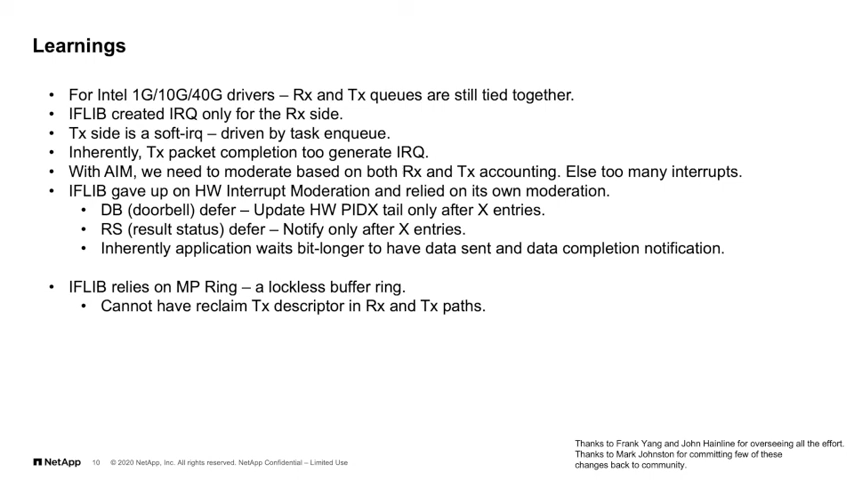 Learnings
• For Intel 1G/10G/40G drivers – Rx and Tx queues are still tied together.
• IFLIB created IRQ only for the Rx side.
• Tx side is a soft-irq – driven by task enqueue.
• Inherently, Tx packet completion too generate IRQ.
• With AIM, we need to moderate based on both Rx and Tx accounting. Else too many interrupts.
• IFLIB gave up on HW Interrupt Moderation and relied on its own moderation.
• DB (doorbell) defer – Update HW PIDX tail only after X entries.
• RS (result status) defer – Notify only after X entries.
• Inherently application waits bit-longer to have data sent and data completion notification.
• IFLIB relies on MP Ring – a lockless buffer ring.
• Cannot have reclaim Tx descriptor in Rx and Tx paths.
Thanks to Frank Yang and John Hainline for overseeing all the effort.
Thanks to Mark Johnston for committing few of these
changes back to community.
NetApp 10 © 2020 NetApp, Inc. All rights reserved. NetApp Confidential – Limited Use